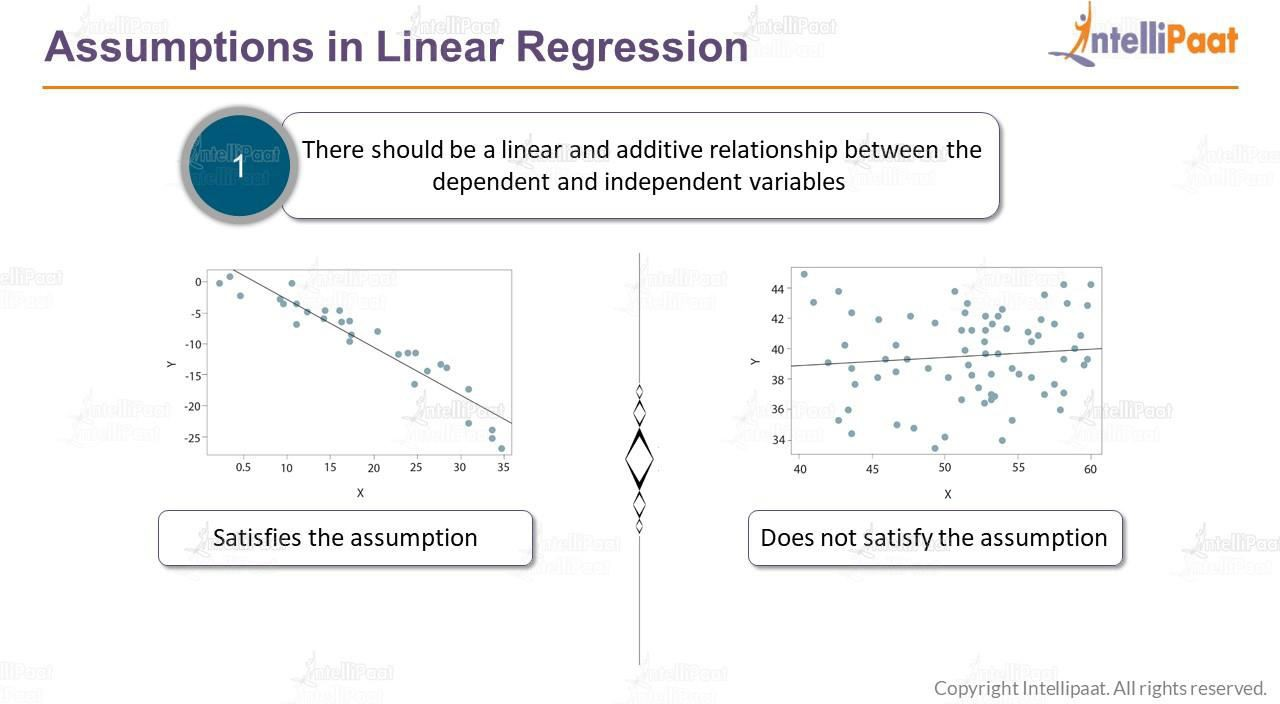 Assumptions in Linear Regression
IntelliPaat
1
There should be a linear and additive relationship between the
dependent and independent variables
0
-5
-10
-15
-20
-25
Y
0.5 10 15 20 25 30 35
X
Satisfies the assumption
44
42
40
38
36
34
Y
40 45 50 55 60
X
Does not satisfy the assumption
Copyright Intellipaat. All rights reserved.